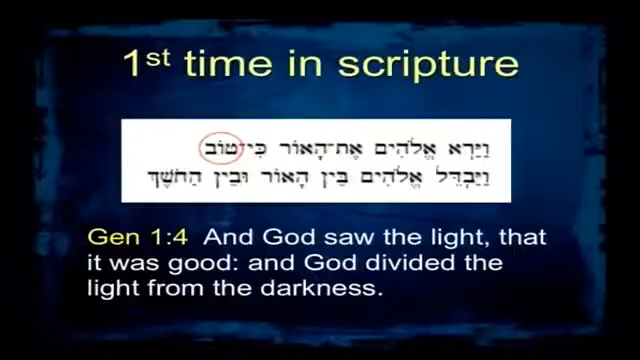 1st time in scripture
וַיַּרְא אֱלֹהִים אֶת־הָאוֹר כִּי־טוֹב
וַיַּבְדֵּל אֱלֹהִים בֵּין הָאוֹר וּבֵין הַחֹשֶׁךְ
Gen 1:4 And God saw the light, that
it was good: and God divided the
light from the darkness.